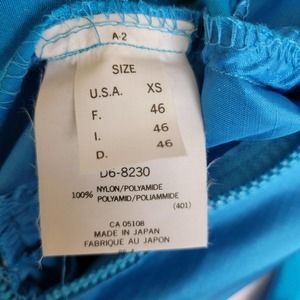 A-2
SIZE
U.S.A. XS
F. 46
I. 46
D. 46
D6-8230
100% NYLON/POLYAMIDE
POLYAMID/POLIAMMIDE
(401)
CA 05108
MADE IN JAPAN
FABRIQUE AU JAPON